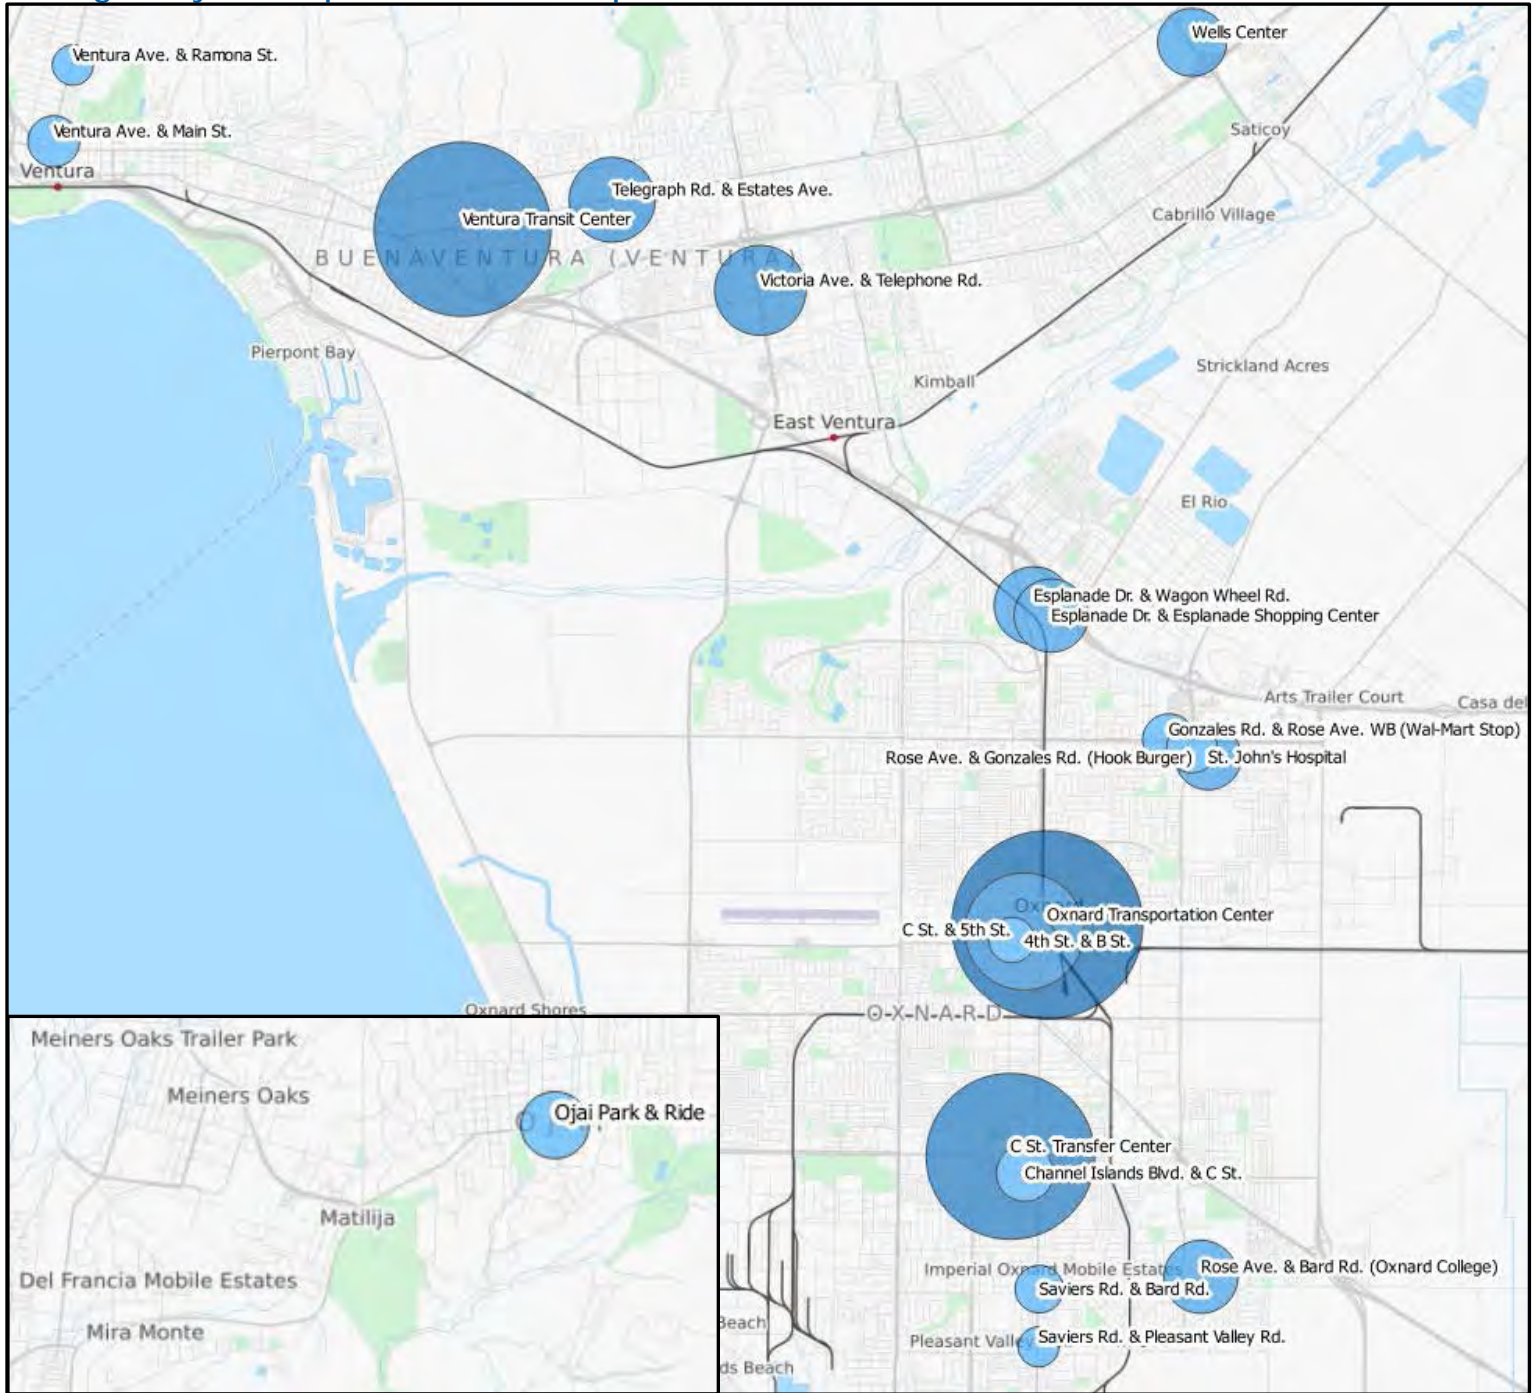 Ventura Ave. & Ramona St.
Wells Center
Ventura Ave. & Main St.
Saticoy
Ventura
Telegraph Rd. & Estates Ave.
Ventura Transit Center
Cabrillo Village
BUENAVENTURA (VENTURA)
Victoria Ave. & Telephone Rd.
Pierpont Bay
Strickland Acres
Kimball
East Ventura
El Rio
Esplanade Dr. & Wagon Wheel Rd.
Esplanade Dr. & Esplanade Shopping Center
Arts Trailer Court
Casa del
Gonzales Rd. & Rose Ave. WB (Wal-Mart Stop)
Rose Ave. & Gonzales Rd. (Hook Burger)
St. John's Hospital
Oxnard
Oxnard Transportation Center
C St. & 5th St.
4th St. & B St.
Oxnard Shores
OXNARD
Meiners Oaks Trailer Park
Meiners Oaks
Ojai Park & Ride
C St. Transfer Center
Channel Islands Blvd. & C St.
Matilija
Imperial Oxnard Mobile Estates
Rose Ave. & Bard Rd. (Oxnard College)
Del Francia Mobile Estates
Saviers Rd. & Bard Rd.
Mira Monte
Beach
Pleasant Valley
Saviers Rd. & Pleasant Valley Rd.
ds Beach